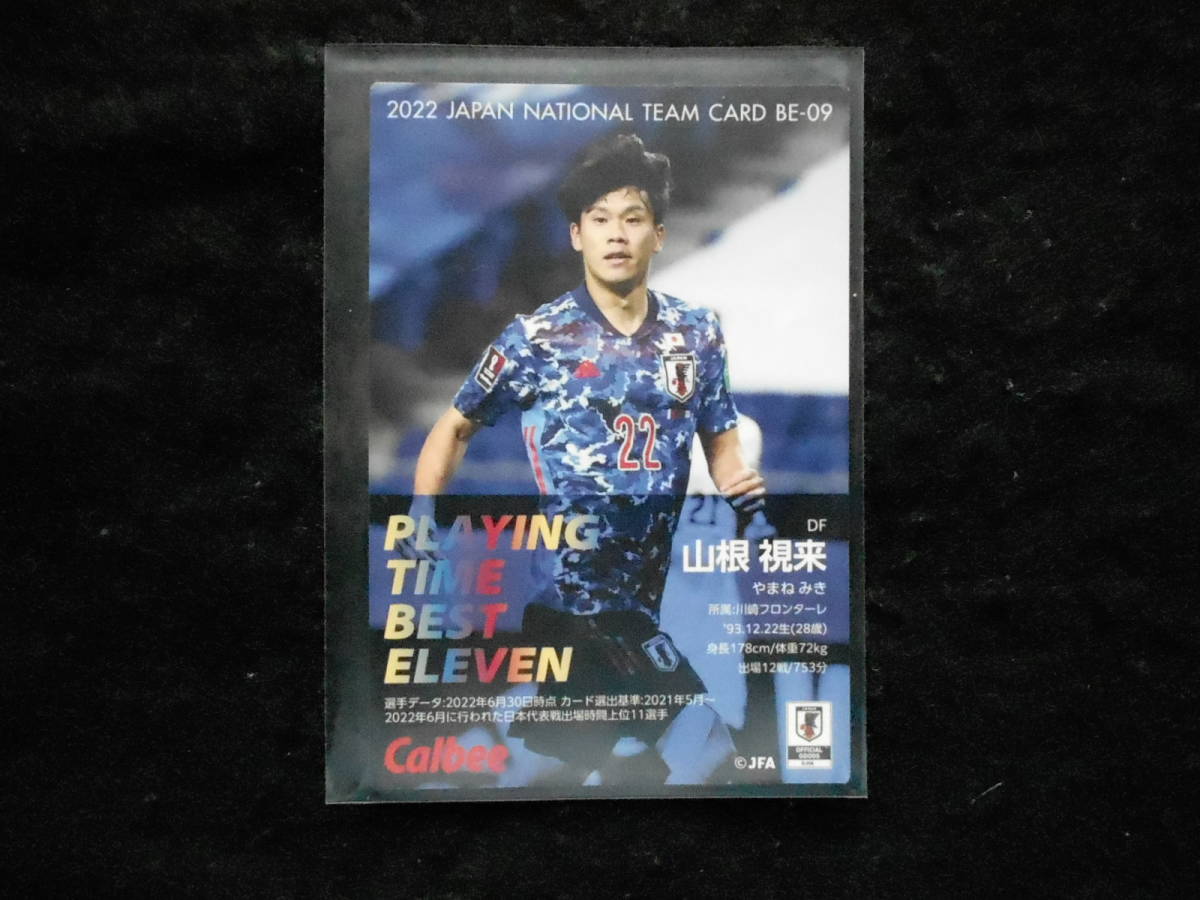 2022 JAPAN NATIONAL TEAM CARD BE-09
JAPAN
22
21
PLAYING
TIME
BEST
ELEVEN
DF
山根 視来
やまね みき
所属:川崎フロンターレ
'93.12.22生(28歳)
身長178cm/体重72kg
出場12戦/753分
選手データ:2022年6月30日時点 カード選出基準:2021年5月～
2022年6月に行われた日本代表戦出場時間上位11選手
Calbee
©JFA
JAPAN
OFFICIAL
GOODS